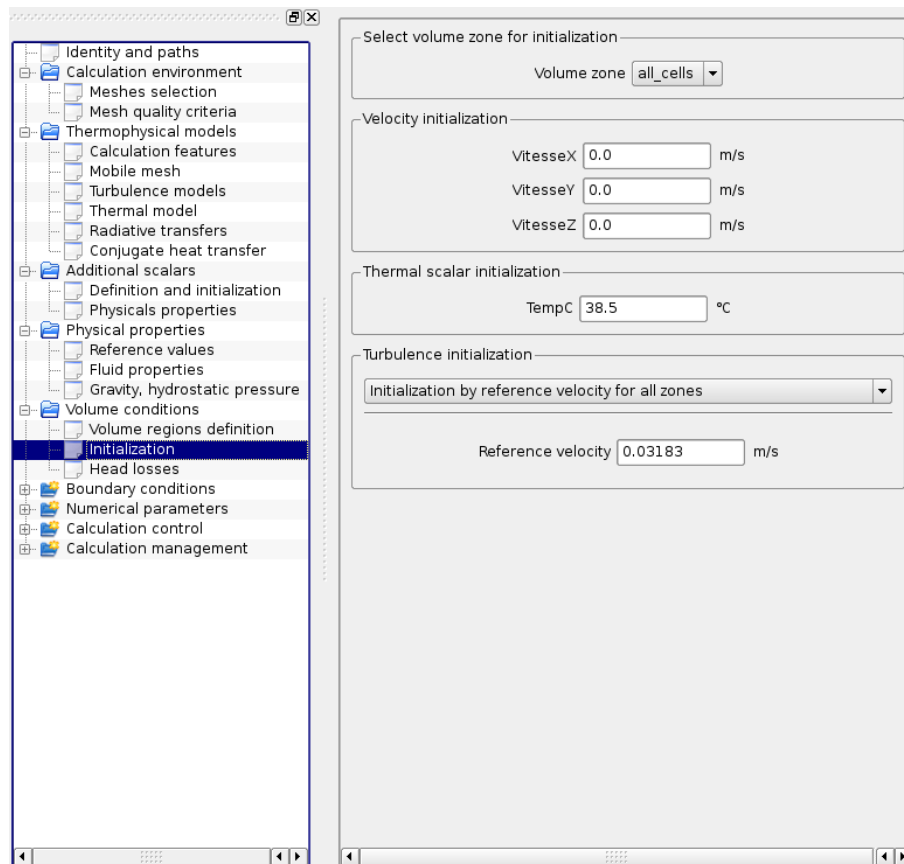 Identity and paths
Calculation environment
Meshes selection
Mesh quality criteria
Thermophysical models
Calculation features
Mobile mesh
Turbulence models
Thermal model
Radiative transfers
Conjugate heat transfer
Additional scalars
Definition and initialization
Physicals properties
Physical properties
Reference values
Fluid properties
Gravity, hydrostatic pressure
Volume conditions
Volume regions definition
Initialization
Head losses
Boundary conditions
Numerical parameters
Calculation control
Calculation management
Select volume zone for initialization
Volume zone all_cells
Velocity initialization
VitesseX 0.0 m/s
VitesseY 0.0 m/s
VitesseZ 0.0 m/s
Thermal scalar initialization
TempC 38.5 °C
Turbulence initialization
Initialization by reference velocity for all zones
Reference velocity 0.03183 m/s